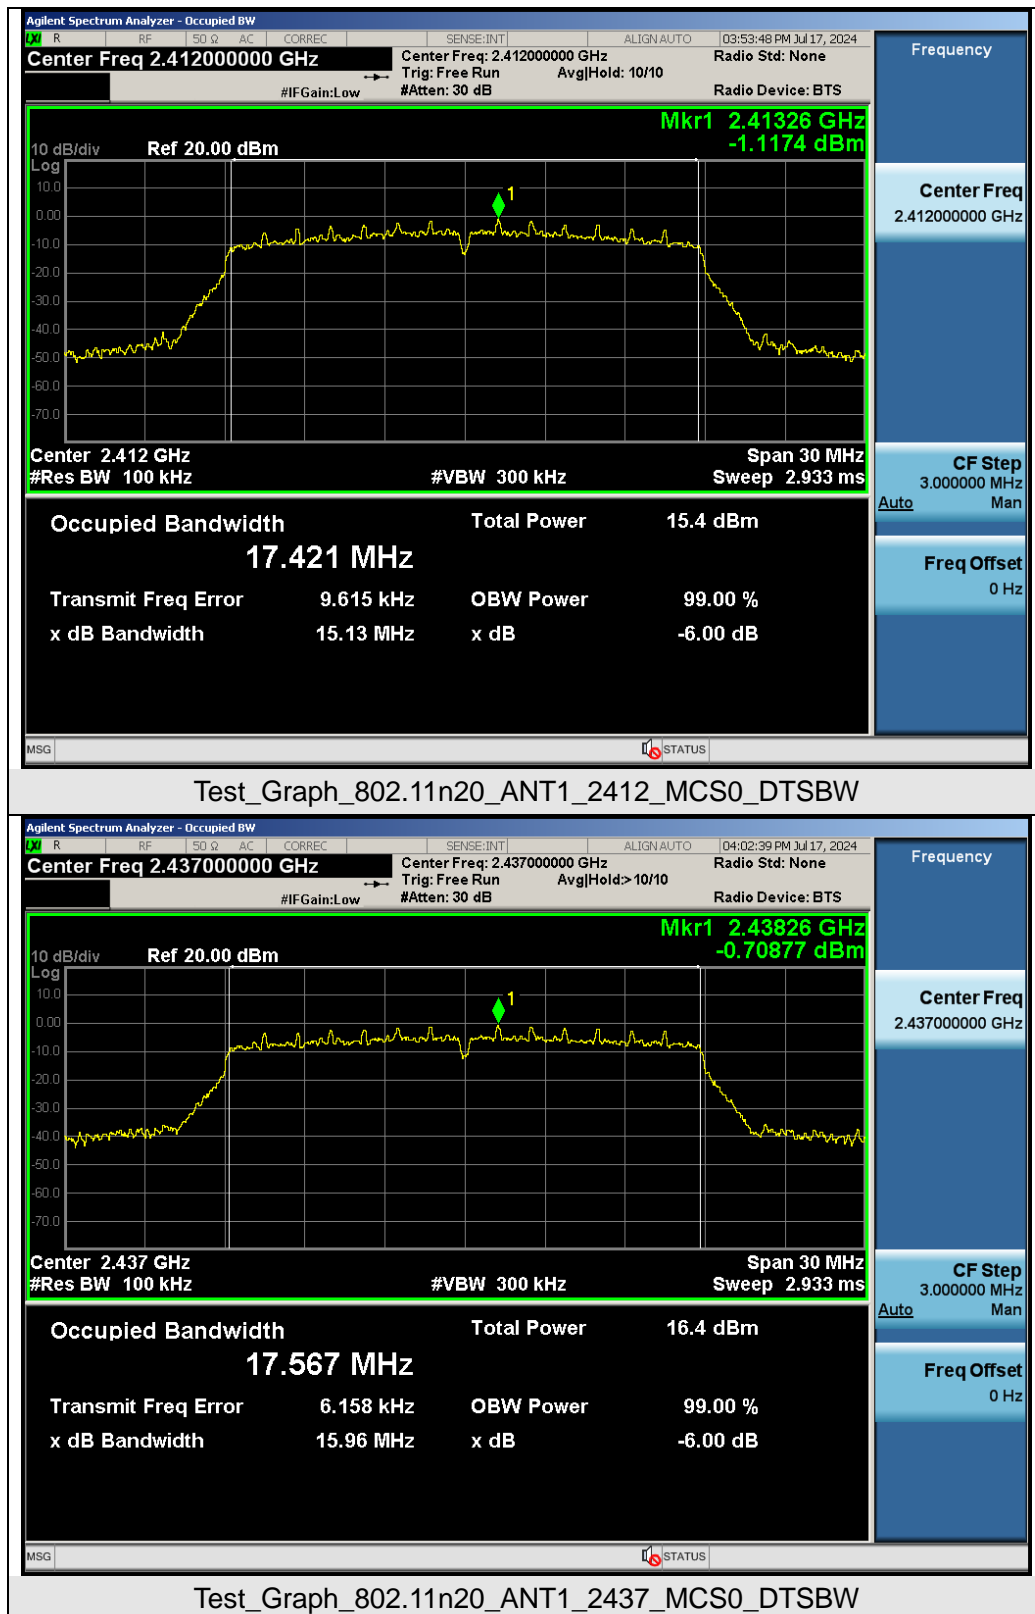 Agilent Spectrum Analyzer - Occupied BW
LXI R RF 50 Ω AC CORREC SENSE:INT ALIGN AUTO 03:53:48 PM Jul 17, 2024
Center Freq 2.412000000 GHz
Center Freq: 2.412000000 GHz Radio Std: None
Trig: Free Run Avg|Hold: 10/10
#IFGain:Low #Atten: 30 dB Radio Device: BTS
Mkr1 2.41326 GHz
-1.1174 dBm
10 dB/div Ref 20.00 dBm
Log
10.0
1
0.00
-10.0
-20.0
-30.0
-40.0
-50.0
-60.0
-70.0
Center 2.412 GHz Span 30 MHz
#Res BW 100 kHz #VBW 300 kHz Sweep 2.933 ms
Occupied Bandwidth Total Power 15.4 dBm
17.421 MHz
Transmit Freq Error 9.615 kHz OBW Power 99.00 %
x dB Bandwidth 15.13 MHz x dB -6.00 dB
MSG STATUS
Frequency
Center Freq
2.412000000 GHz
CF Step
3.000000 MHz
Auto Man
Freq Offset
0 Hz
Test_Graph_802.11n20_ANT1_2412_MCS0_DTSBW
Agilent Spectrum Analyzer - Occupied BW
LXI R RF 50 Ω AC CORREC SENSE:INT ALIGN AUTO 04:02:39 PM Jul 17, 2024
Center Freq 2.437000000 GHz
Center Freq: 2.437000000 GHz Radio Std: None
Trig: Free Run Avg|Hold:>10/10
#IFGain:Low #Atten: 30 dB Radio Device: BTS
Mkr1 2.43826 GHz
-0.70877 dBm
10 dB/div Ref 20.00 dBm
Log
10.0
1
0.00
-10.0
-20.0
-30.0
-40.0
-50.0
-60.0
-70.0
Center 2.437 GHz Span 30 MHz
#Res BW 100 kHz #VBW 300 kHz Sweep 2.933 ms
Occupied Bandwidth Total Power 16.4 dBm
17.567 MHz
Transmit Freq Error 6.158 kHz OBW Power 99.00 %
x dB Bandwidth 15.96 MHz x dB -6.00 dB
MSG STATUS
Frequency
Center Freq
2.437000000 GHz
CF Step
3.000000 MHz
Auto Man
Freq Offset
0 Hz
Test_Graph_802.11n20_ANT1_2437_MCS0_DTSBW